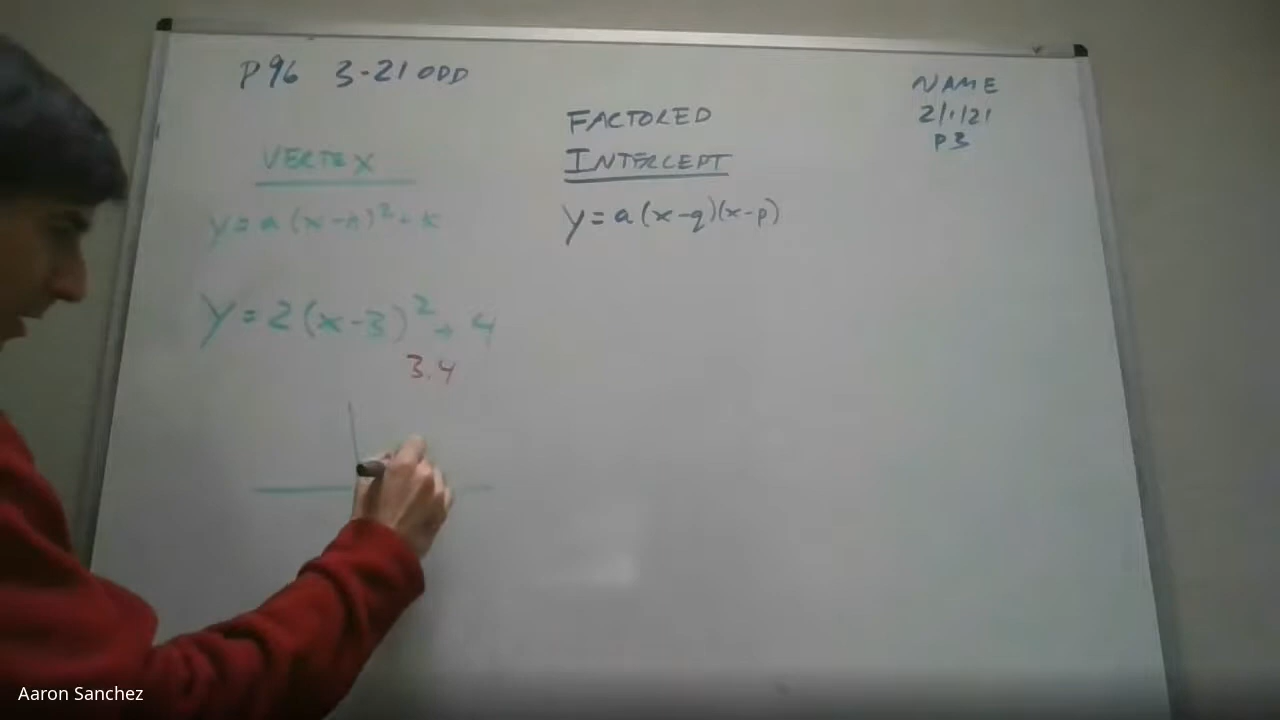 P96 3-21 ODD
NAME
2/1/21
P3
VERTEX
y=a(x-h)²+k
y=2(x-3)²+4
3.4
FACTORED
INTERCEPT
y=a(x-q)(x-p)
Aaron Sanchez